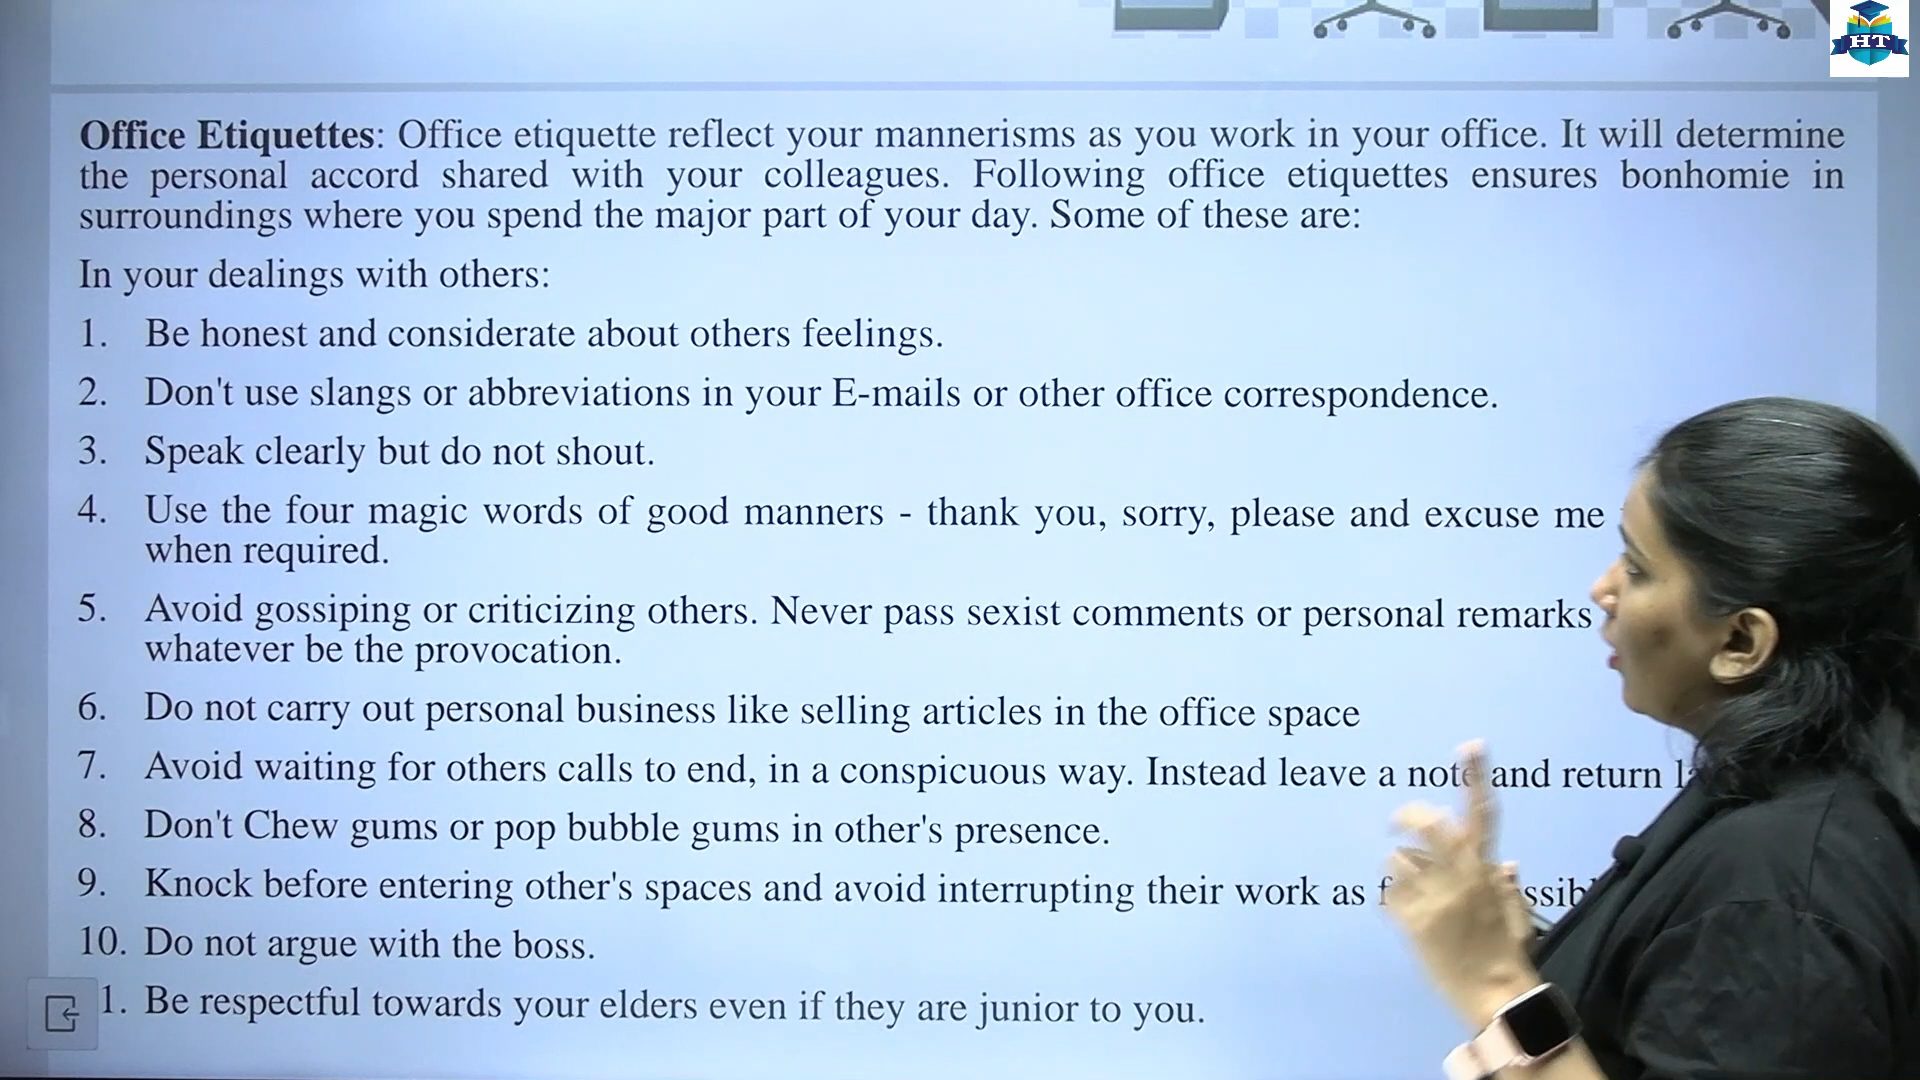 HT
Office Etiquettes: Office etiquette reflect your mannerisms as you work in your office. It will determine
the personal accord shared with your colleagues. Following office etiquettes ensures bonhomie in
surroundings where you spend the major part of your day. Some of these are:
In your dealings with others:
1. Be honest and considerate about others feelings.
2. Don't use slangs or abbreviations in your E-mails or other office correspondence.
3. Speak clearly but do not shout.
4. Use the four magic words of good manners - thank you, sorry, please and excuse me
when required.
5. Avoid gossiping or criticizing others. Never pass sexist comments or personal remarks
whatever be the provocation.
6. Do not carry out personal business like selling articles in the office space
7. Avoid waiting for others calls to end, in a conspicuous way. Instead leave a note and return
8. Don't Chew gums or pop bubble gums in other's presence.
9. Knock before entering other's spaces and avoid interrupting their work as
10. Do not argue with the boss.
1. Be respectful towards your elders even if they are junior to you.